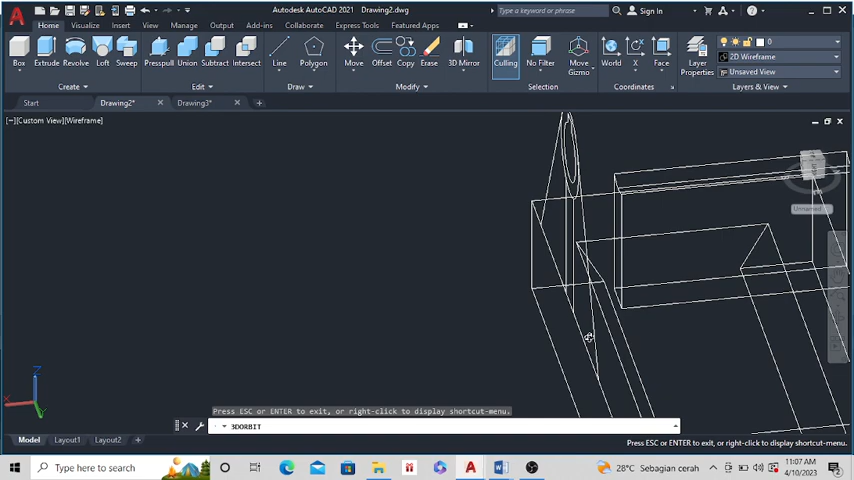 Autodesk AutoCAD 2021 Drawing2.dwg
Type a keyword or phrase
Sign In
Home Visualize Insert View Manage Output Add-ins Collaborate Express Tools Featured Apps
Box Extrude Revolve Loft Sweep Presspull Union Subtract Intersect Line Polygon Move Offset Copy Erase 3D Mirror Culling No Filter Move Gizmo World X Face Layer Properties
0
2D Wireframe
Unsaved View
Create Edit Draw Modify Selection Coordinates Layers & View
Start Drawing2* Drawing3*
[−][Custom View][Wireframe]
Unnamed
Z
X
Y
Press ESC or ENTER to exit, or right-click to display shortcut-menu.
3DORBIT
Model Layout1 Layout2
Press ESC or ENTER to exit, or right-click to display shortcut-menu.
Type here to search
28°C Sebagian cerah
11:07 AM
4/10/2023
2